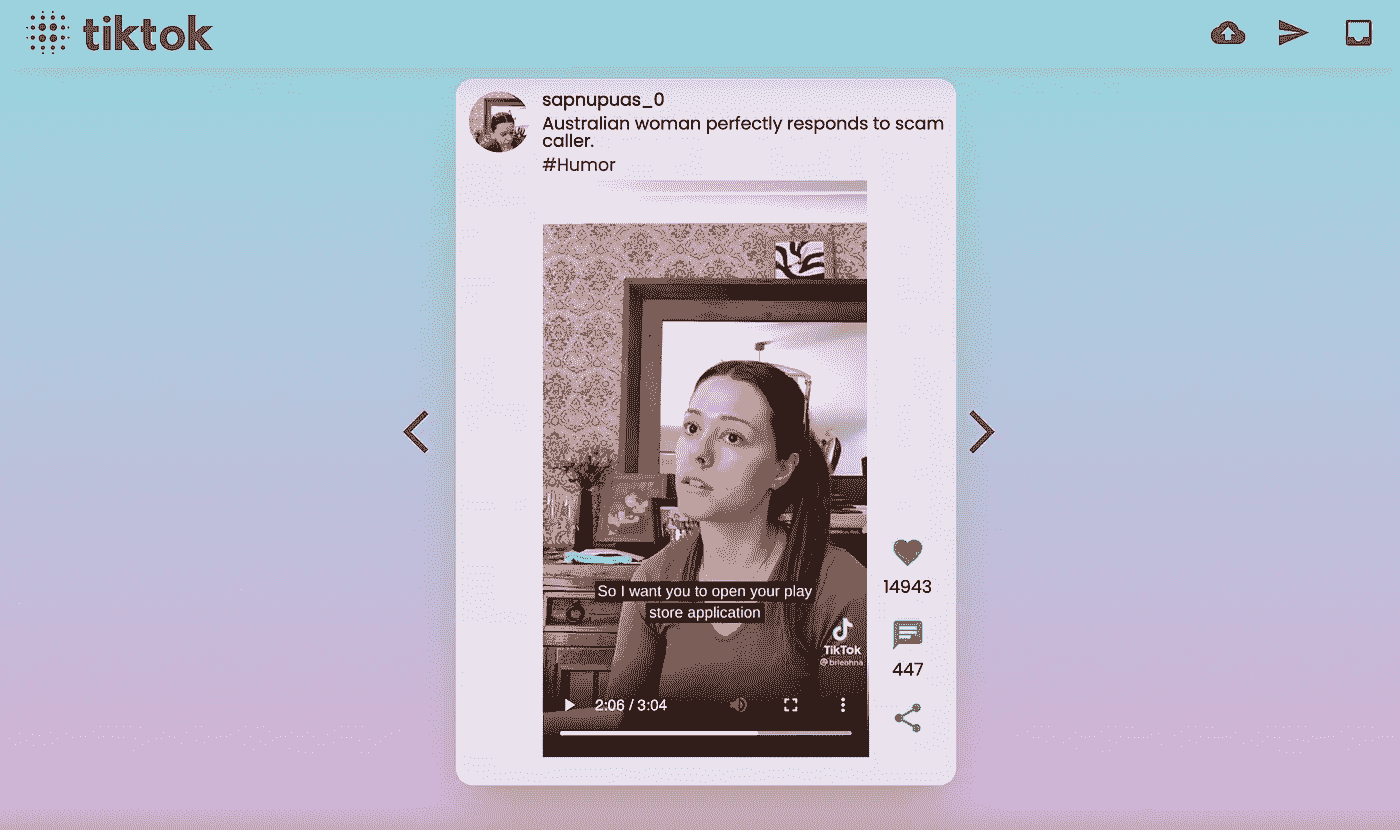 tiktok
sapnupuas_0
Australian woman perfectly responds to scam
caller.
#Humor
So I want you to open your play
store application
TikTok
@brieohna
14943
447
2:06 / 3:04